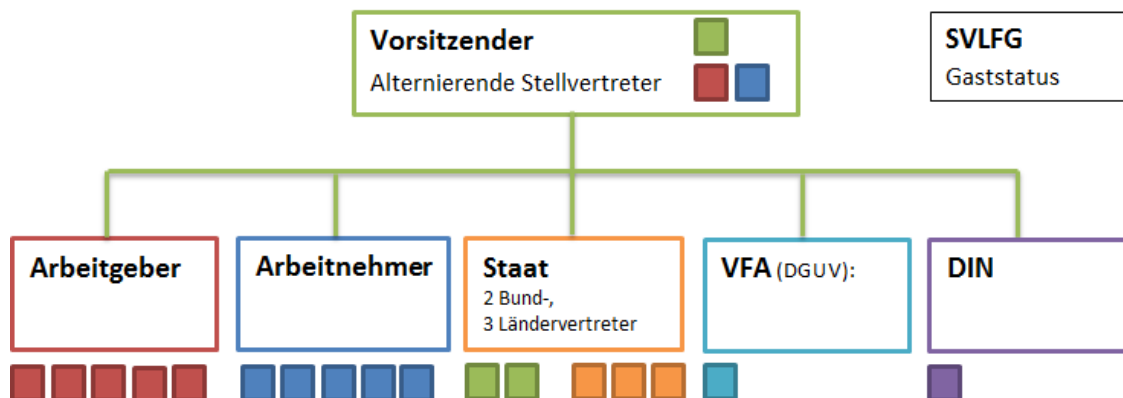 Vorsitzender
Alternierende Stellvertreter
SVLFG
Gaststatus
Arbeitgeber
Arbeitnehmer
Staat
2 Bund-,
3 Ländervertreter
VFA (DGUV):
DIN